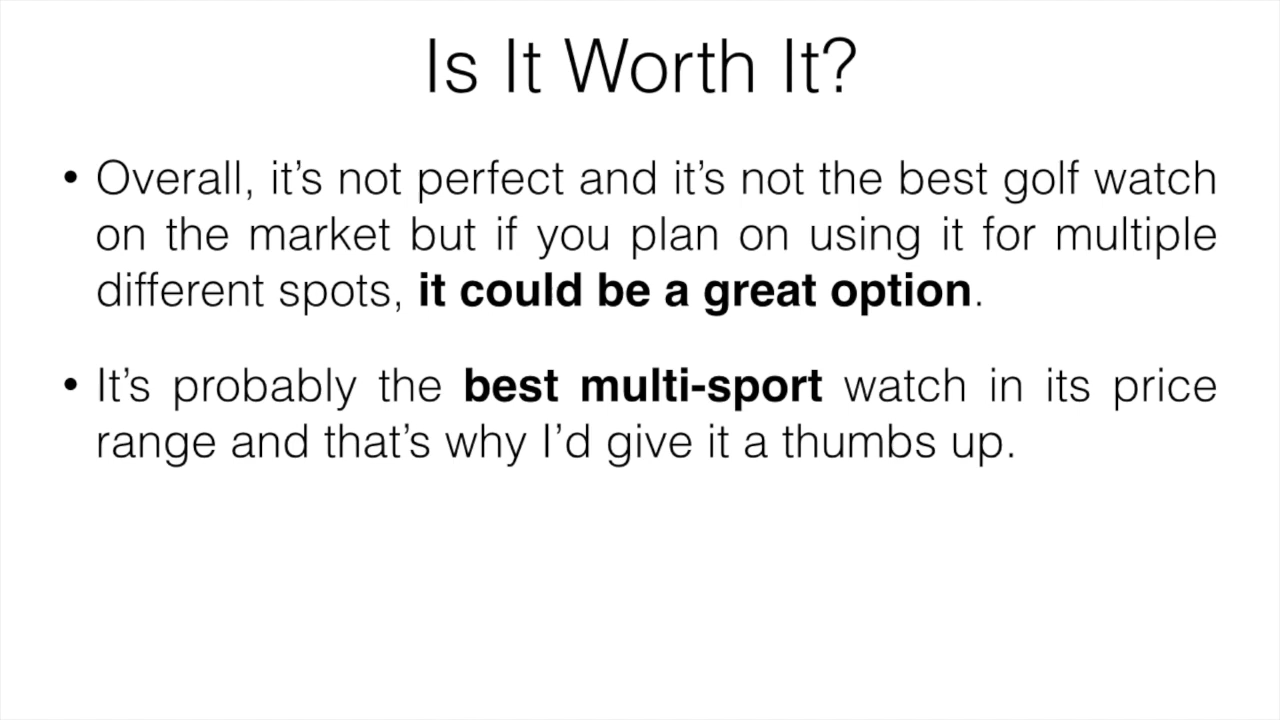 Is It Worth It?
• Overall, it’s not perfect and it’s not the best golf watch
on the market but if you plan on using it for multiple
different spots, it could be a great option.
• It’s probably the best multi-sport watch in its price
range and that’s why I’d give it a thumbs up.